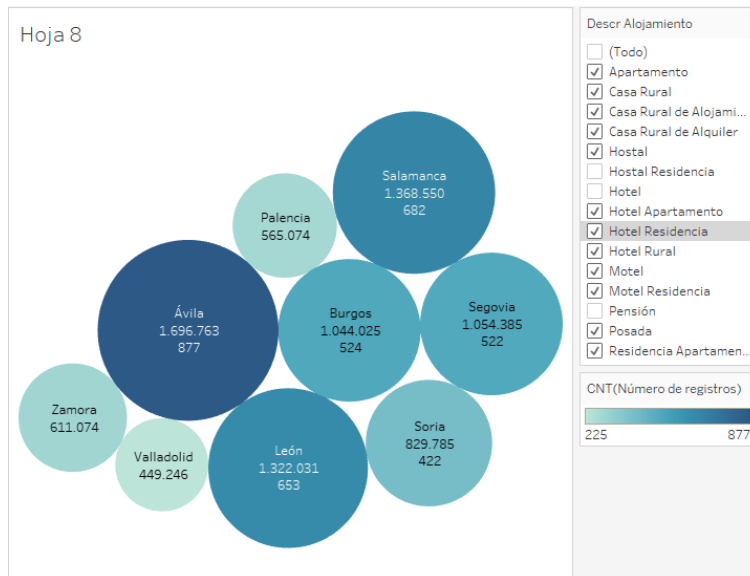 Hoja 8
Salamanca
1.368.550
682
Palencia
565.074
Ávila
1.696.763
877
Burgos
1.044.025
524
Segovia
1.054.385
522
Zamora
611.074
Valladolid
449.246
León
1.322.031
653
Soria
829.785
422
Descr Alojamiento
(Todo)
Apartamento
Casa Rural
Casa Rural de Alojami...
Casa Rural de Alquiler
Hostal
Hostal Residencia
Hotel
Hotel Apartamento
Hotel Residencia
Hotel Rural
Motel
Motel Residencia
Pensión
Posada
Residencia Apartamen...
CNT(Número de registros)
225
877